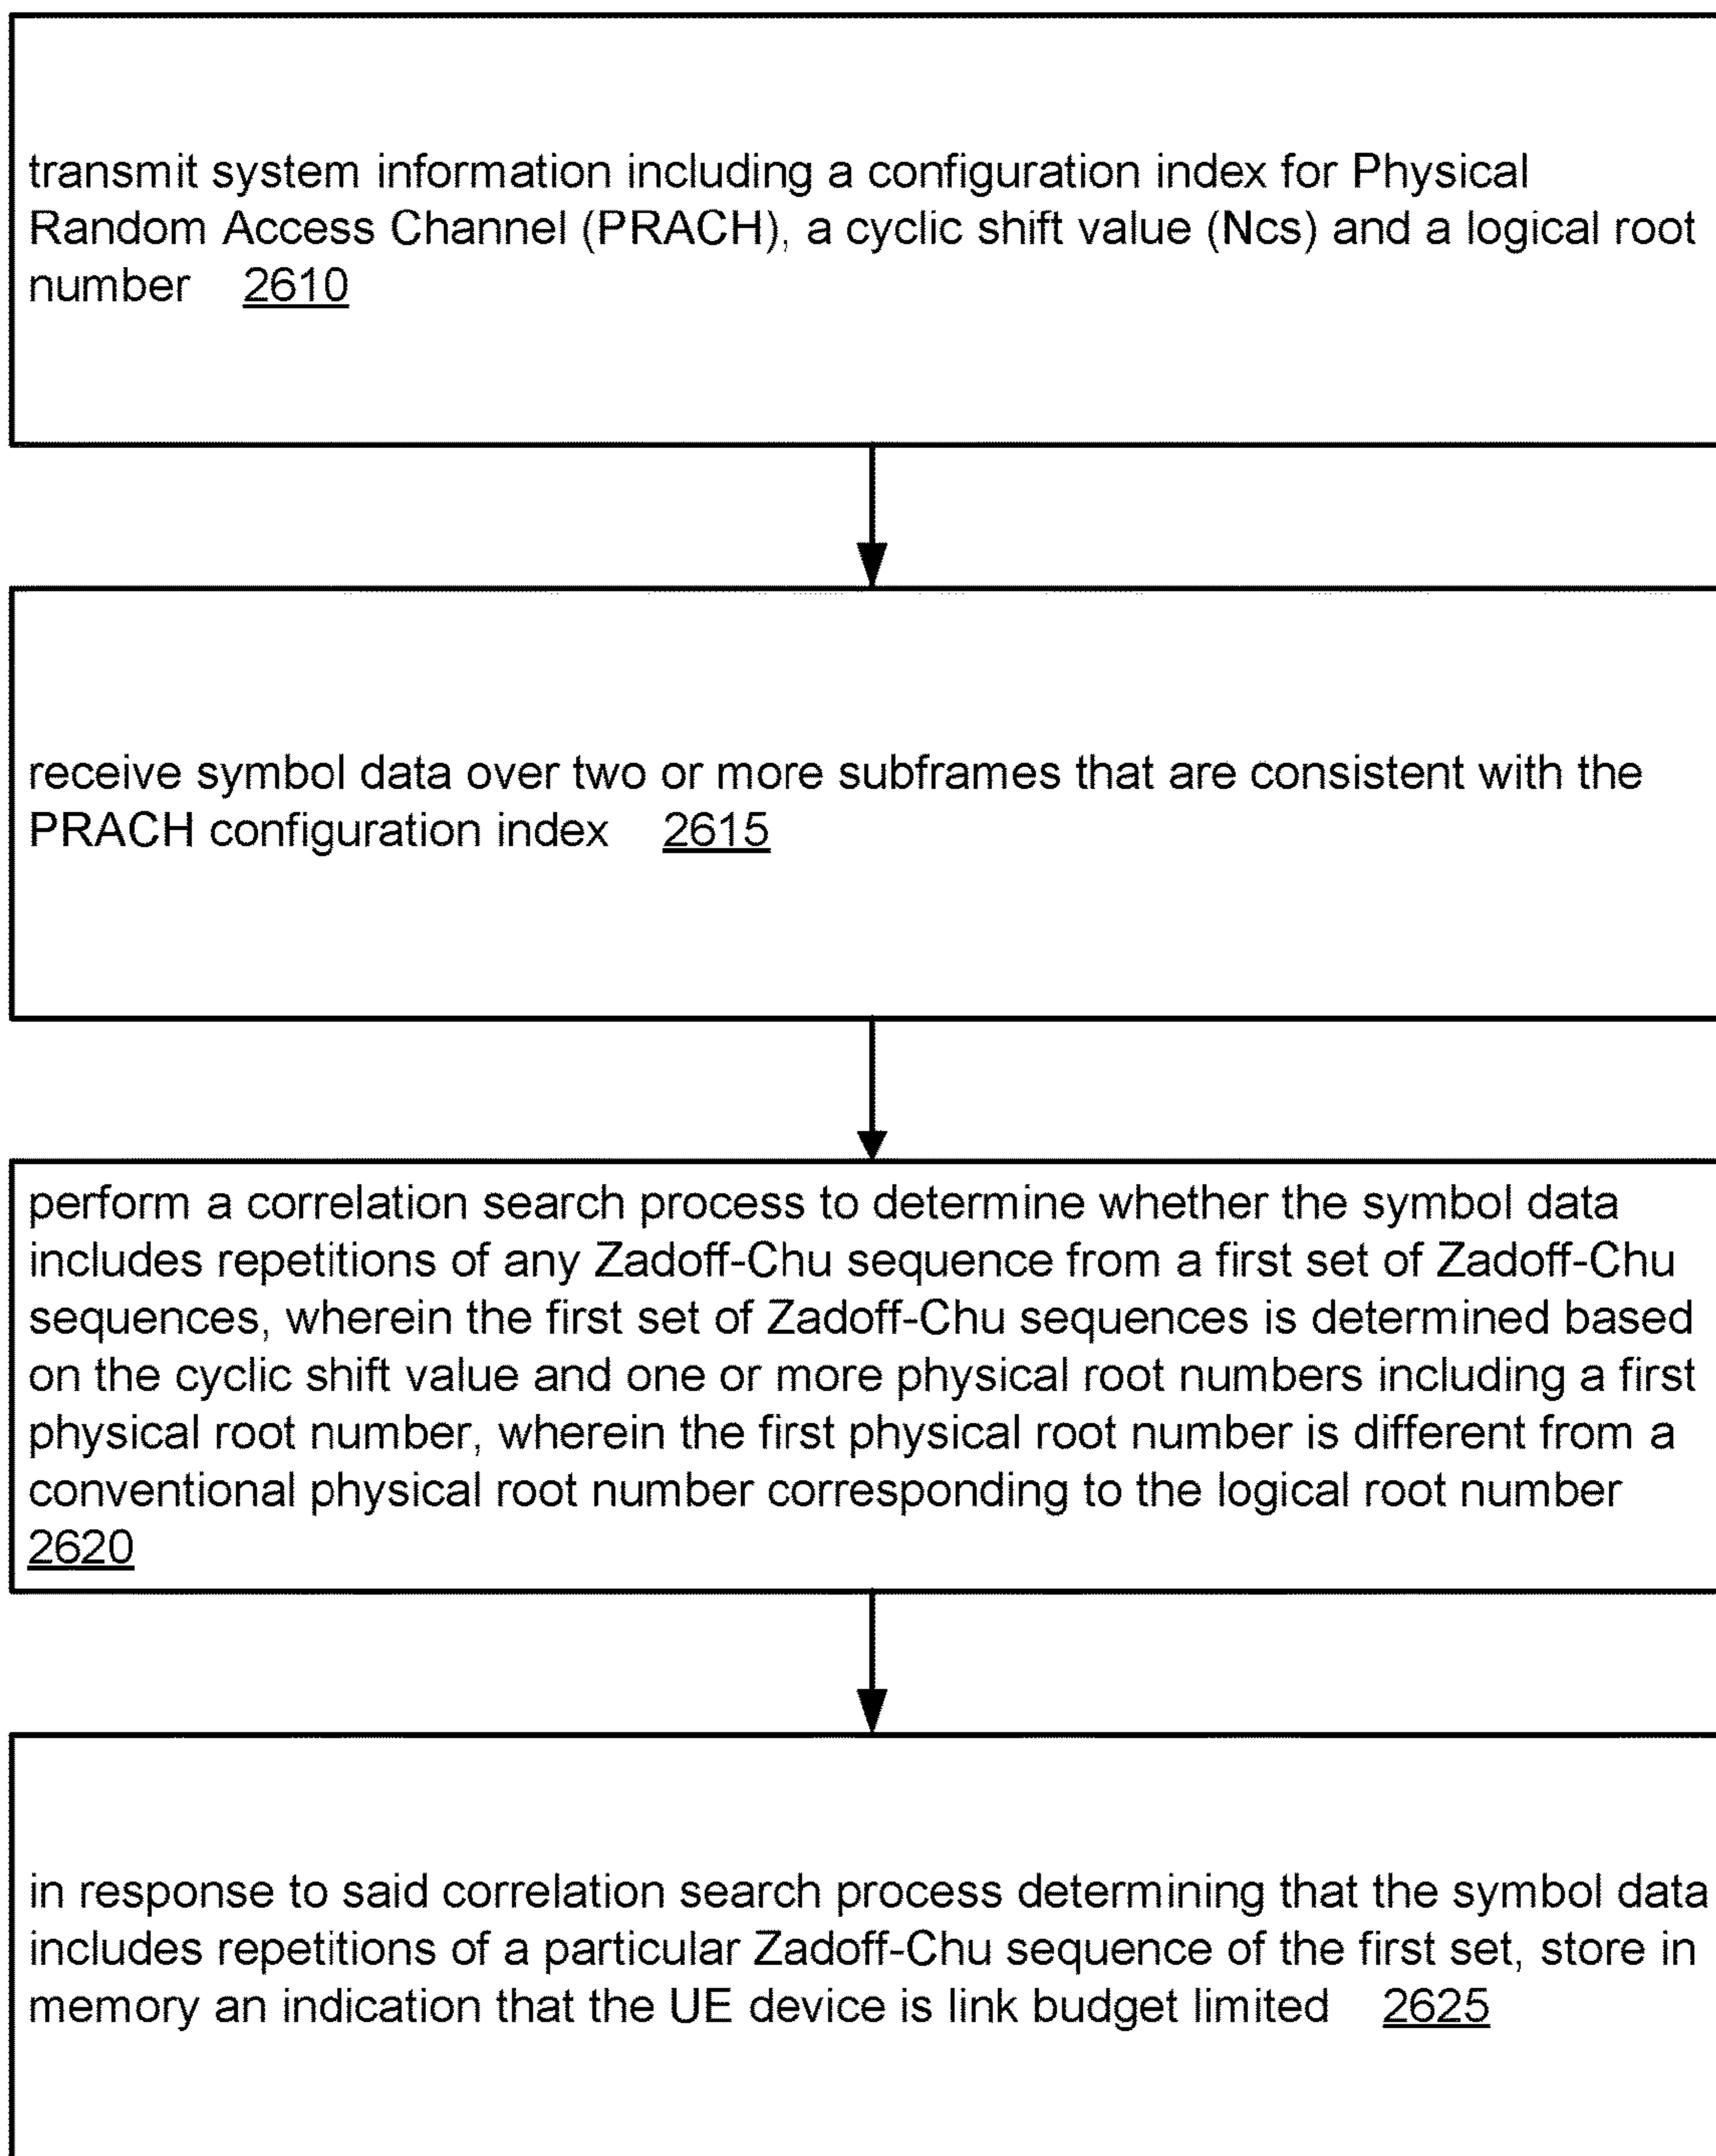 transmit system information including a configuration index for Physical
Random Access Channel (PRACH), a cyclic shift value (Ncs) and a logical root
number 2610
receive symbol data over two or more subframes that are consistent with the
PRACH configuration index 2615
perform a correlation search process to determine whether the symbol data
includes repetitions of any Zadoff-Chu sequence from a first set of Zadoff-Chu
sequences, wherein the first set of Zadoff-Chu sequences is determined based
on the cyclic shift value and one or more physical root numbers including a first
physical root number, wherein the first physical root number is different from a
conventional physical root number corresponding to the logical root number
2620
in response to said correlation search process determining that the symbol data
includes repetitions of a particular Zadoff-Chu sequence of the first set, store in
memory an indication that the UE device is link budget limited 2625